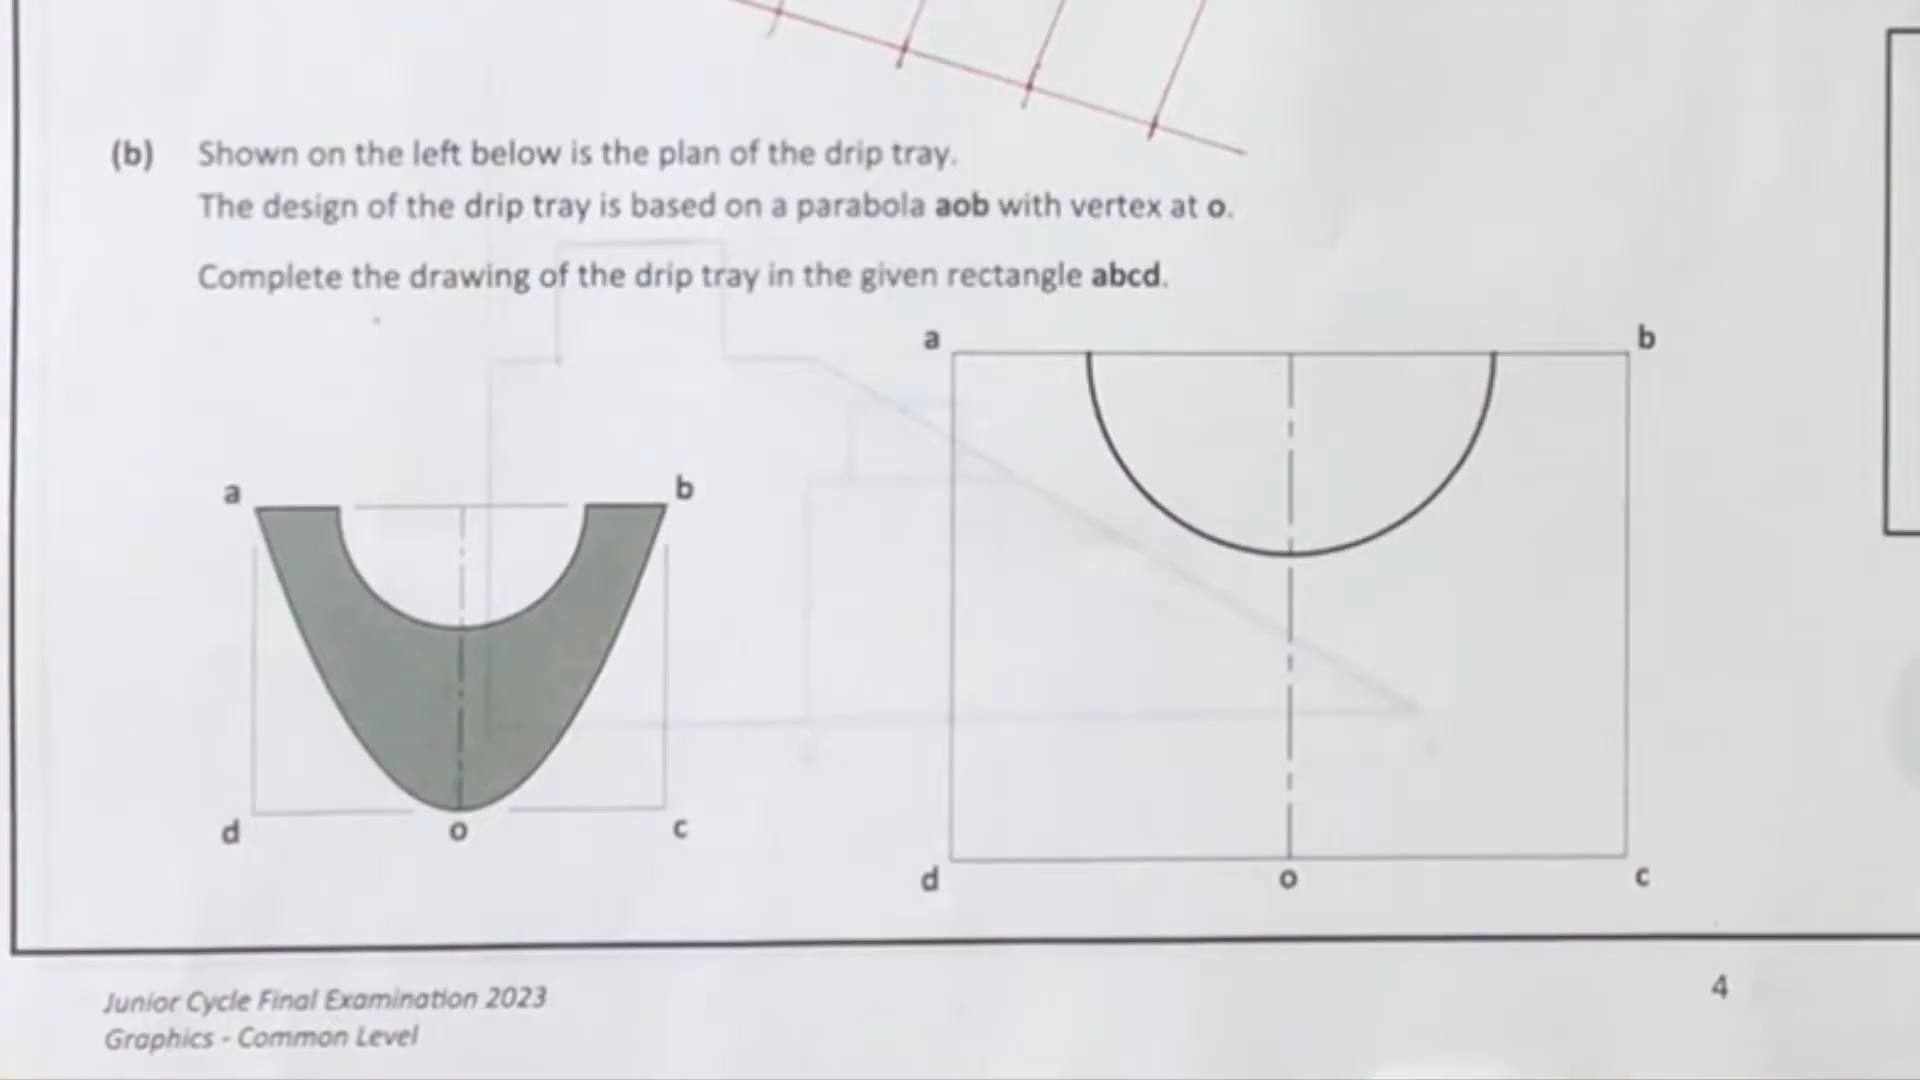 (b) Shown on the left below is the plan of the drip tray.
The design of the drip tray is based on a parabola aob with vertex at o.
Complete the drawing of the drip tray in the given rectangle abcd.
a b
a b
d o c
d o c
Junior Cycle Final Examination 2023
Graphics - Common Level
4